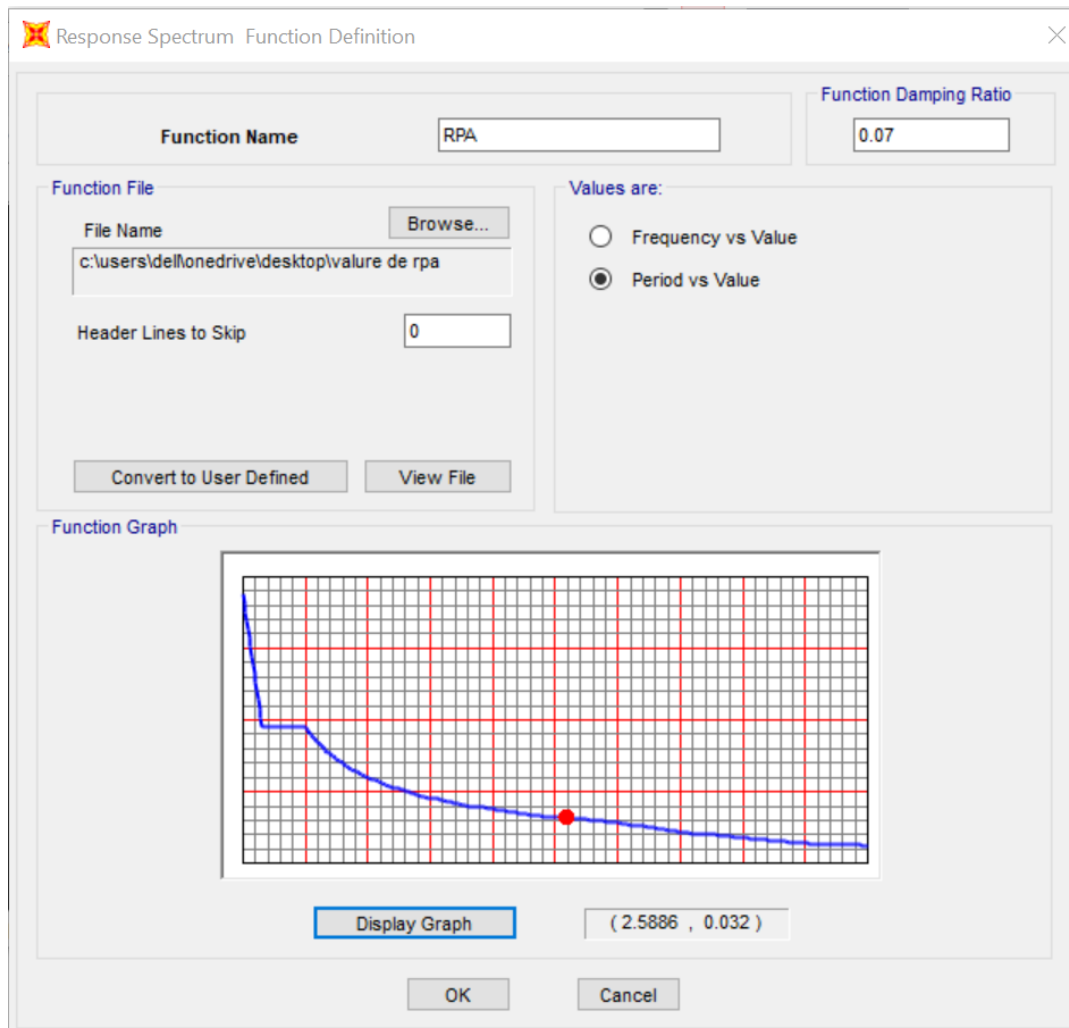 Response Spectrum  Function Definition
Function Damping Ratio
Function Name
RPA
0.07
Function File
Values are:
File Name
Browse...
c:\users\dell\onedrive\desktop\valure de rpa
Frequency vs Value
Period vs Value
Header Lines to Skip
0
Convert to User Defined
View File
Function Graph
Display Graph
( 2.5886 , 0.032 )
OK
Cancel